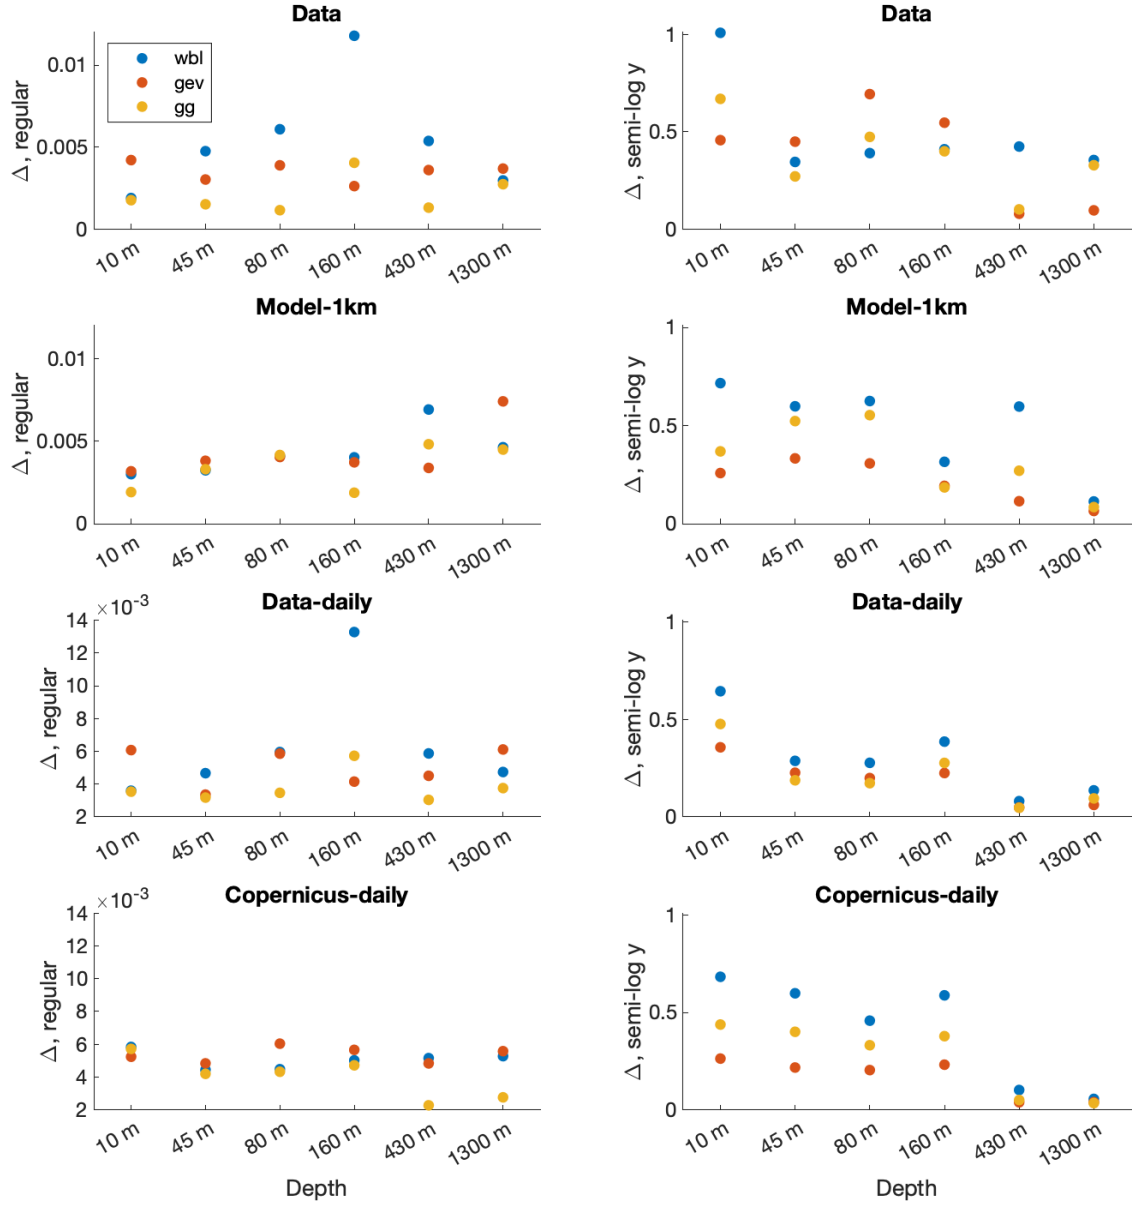 Data
Δ, regular
0.01
0.005
0
wbl
gev
gg
10 m
45 m
80 m
160 m
430 m
1300 m
Data
Δ, semi-log y
1
0.5
0
10 m
45 m
80 m
160 m
430 m
1300 m
Model-1km
Δ, regular
0.01
0.005
0
10 m
45 m
80 m
160 m
430 m
1300 m
Model-1km
Δ, semi-log y
1
0.5
0
10 m
45 m
80 m
160 m
430 m
1300 m
Data-daily
×10⁻³
Δ, regular
14
12
10
8
6
4
2
10 m
45 m
80 m
160 m
430 m
1300 m
Data-daily
Δ, semi-log y
1
0.5
0
10 m
45 m
80 m
160 m
430 m
1300 m
Copernicus-daily
×10⁻³
Δ, regular
14
12
10
8
6
4
2
10 m
45 m
80 m
160 m
430 m
1300 m
Depth
Copernicus-daily
Δ, semi-log y
1
0.5
0
10 m
45 m
80 m
160 m
430 m
1300 m
Depth